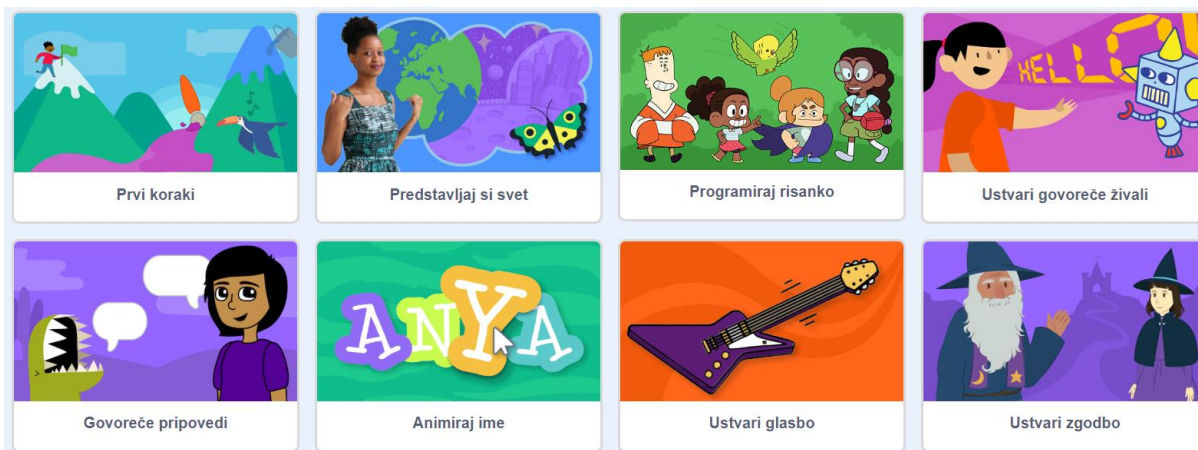 HELLO
Prvi koraki
Predstavljaj si svet
Programiraj risanko
Ustvari govoreče živali
ANYA
Govoreče pripovedi
Animiraj ime
Ustvari glasbo
Ustvari zgodbo